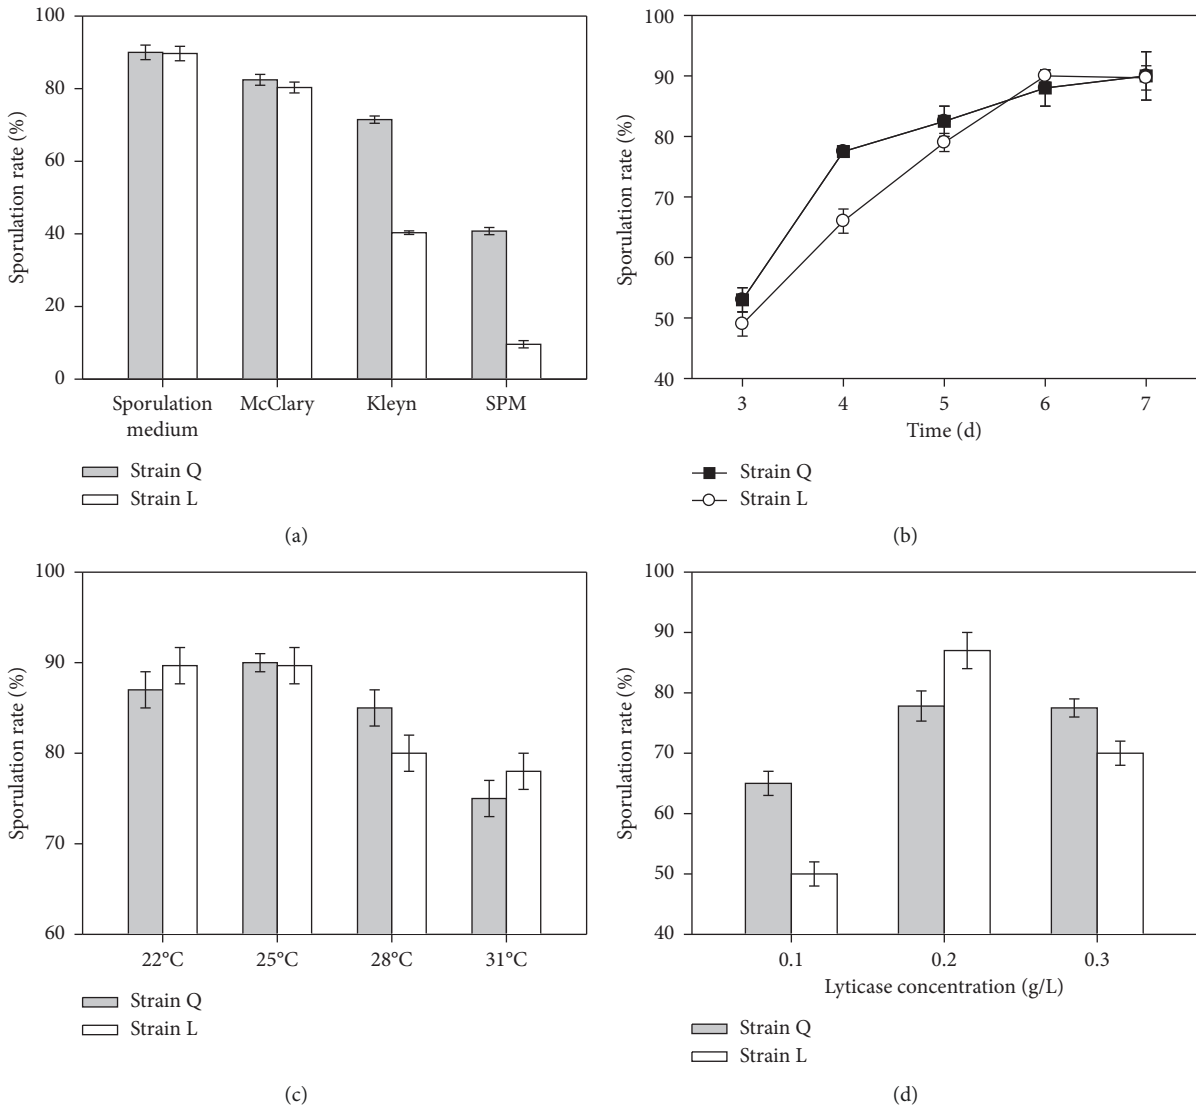 100
80
60
40
20
0
Sporulation rate (%)
Sporulation
medium
McClary
Kleyn
SPM
Strain Q
Strain L
(a)
100
90
80
70
60
50
40
Sporulation rate (%)
3
4
5
6
7
Time (d)
Strain Q
Strain L
(b)
100
90
80
70
60
Sporulation rate (%)
22°C
25°C
28°C
31°C
Strain Q
Strain L
(c)
100
90
80
70
60
50
40
Sporulation rate (%)
0.1
0.2
0.3
Lyticase concentration (g/L)
Strain Q
Strain L
(d)